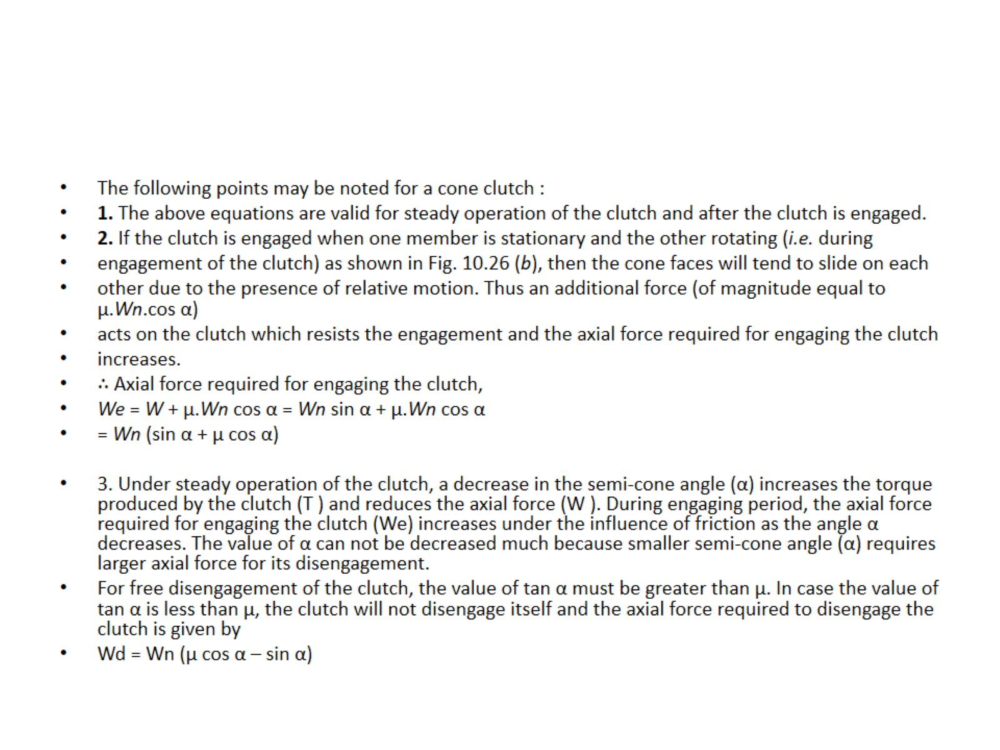 • The following points may be noted for a cone clutch :
• 1. The above equations are valid for steady operation of the clutch and after the clutch is engaged.
• 2. If the clutch is engaged when one member is stationary and the other rotating (i.e. during
• engagement of the clutch) as shown in Fig. 10.26 (b), then the cone faces will tend to slide on each
• other due to the presence of relative motion. Thus an additional force (of magnitude equal to
μ.Wn.cos α)
• acts on the clutch which resists the engagement and the axial force required for engaging the clutch
• increases.
• ∴ Axial force required for engaging the clutch,
• We = W + μ.Wn cos α = Wn sin α + μ.Wn cos α
• = Wn (sin α + μ cos α)
• 3. Under steady operation of the clutch, a decrease in the semi-cone angle (α) increases the torque
produced by the clutch (T ) and reduces the axial force (W ). During engaging period, the axial force
required for engaging the clutch (We) increases under the influence of friction as the angle α
decreases. The value of α can not be decreased much because smaller semi-cone angle (α) requires
larger axial force for its disengagement.
• For free disengagement of the clutch, the value of tan α must be greater than μ. In case the value of
tan α is less than μ, the clutch will not disengage itself and the axial force required to disengage the
clutch is given by
• Wd = Wn (μ cos α – sin α)